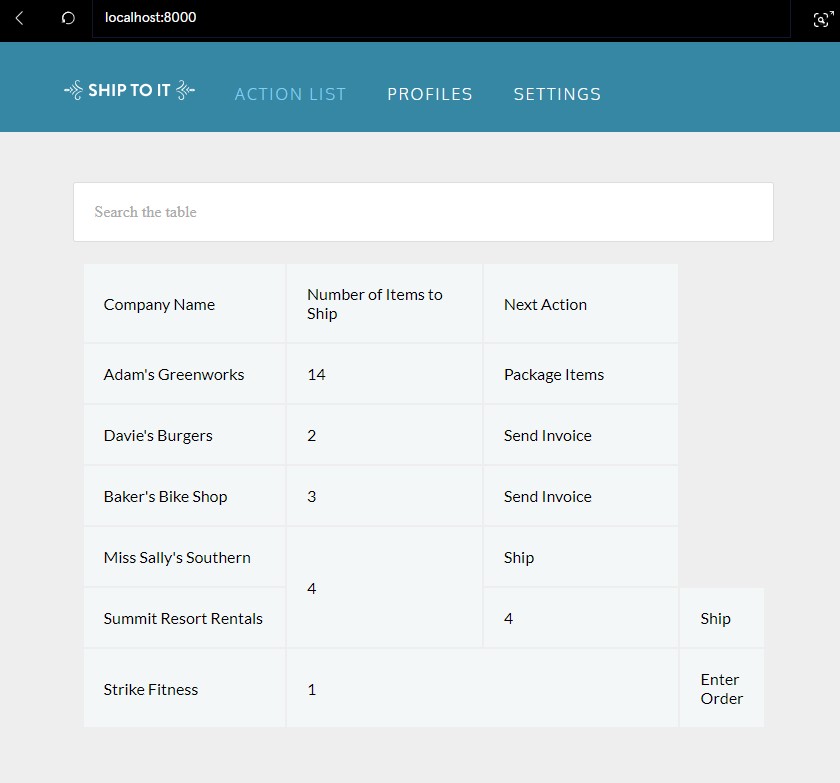 localhost:8000
SHIP TO IT
ACTION LIST PROFILES SETTINGS
Search the table
Company Name Number of Items to Ship Next Action
Adam's Greenworks 14 Package Items
Davie's Burgers 2 Send Invoice
Baker's Bike Shop 3 Send Invoice
Miss Sally's Southern 4 Ship
Summit Resort Rentals 4 Ship
Strike Fitness 1 Enter Order